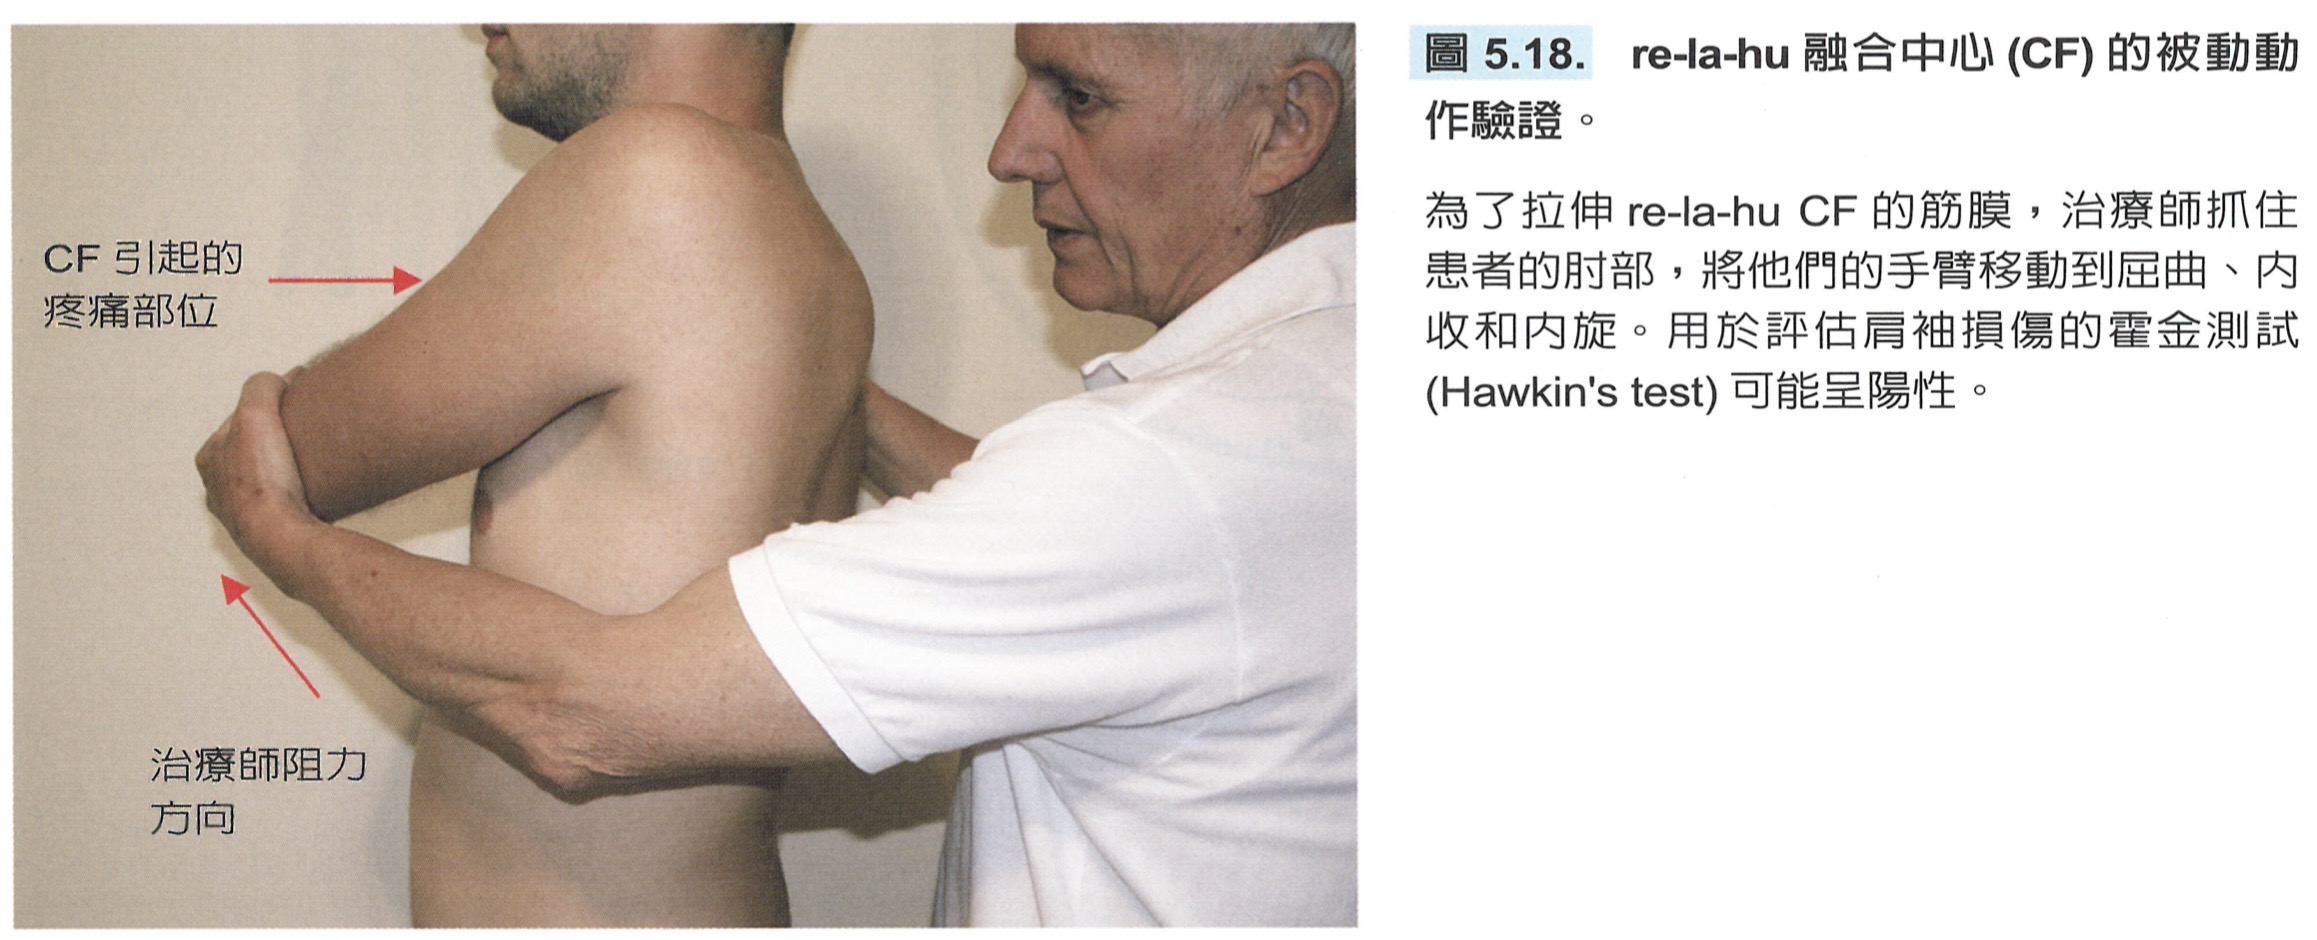 CF 引起的
疼痛部位
治療師阻力
方向
圖 5.18. re-la-hu 融合中心 (CF) 的被動動
作驗證。
為了拉伸 re-la-hu CF 的筋膜，治療師抓住
患者的肘部，將他們的手臂移動到屈曲、內
收和內旋。用於評估肩袖損傷的霍金測試
(Hawkin's test) 可能呈陽性。